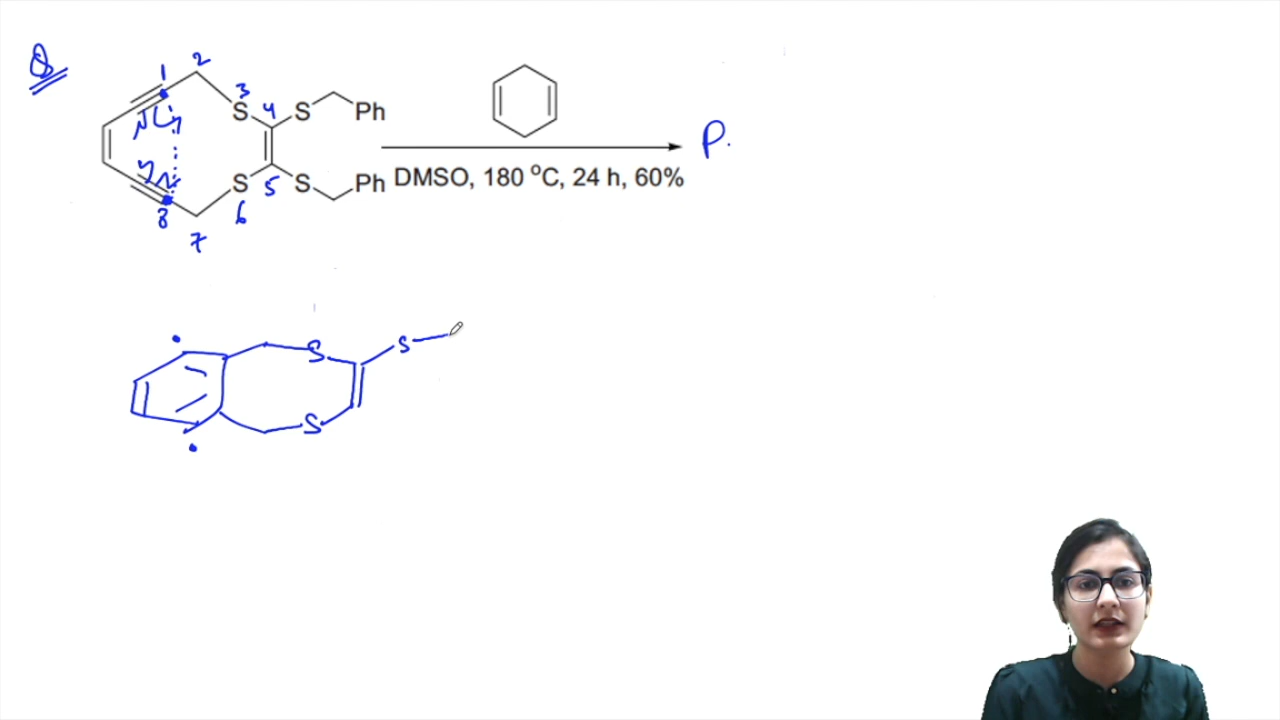 Q
1 2
3
S 4 S Ph
P.
S 5 S Ph DMSO, 180 °C, 24 h, 60%
8 6
7
S S
S